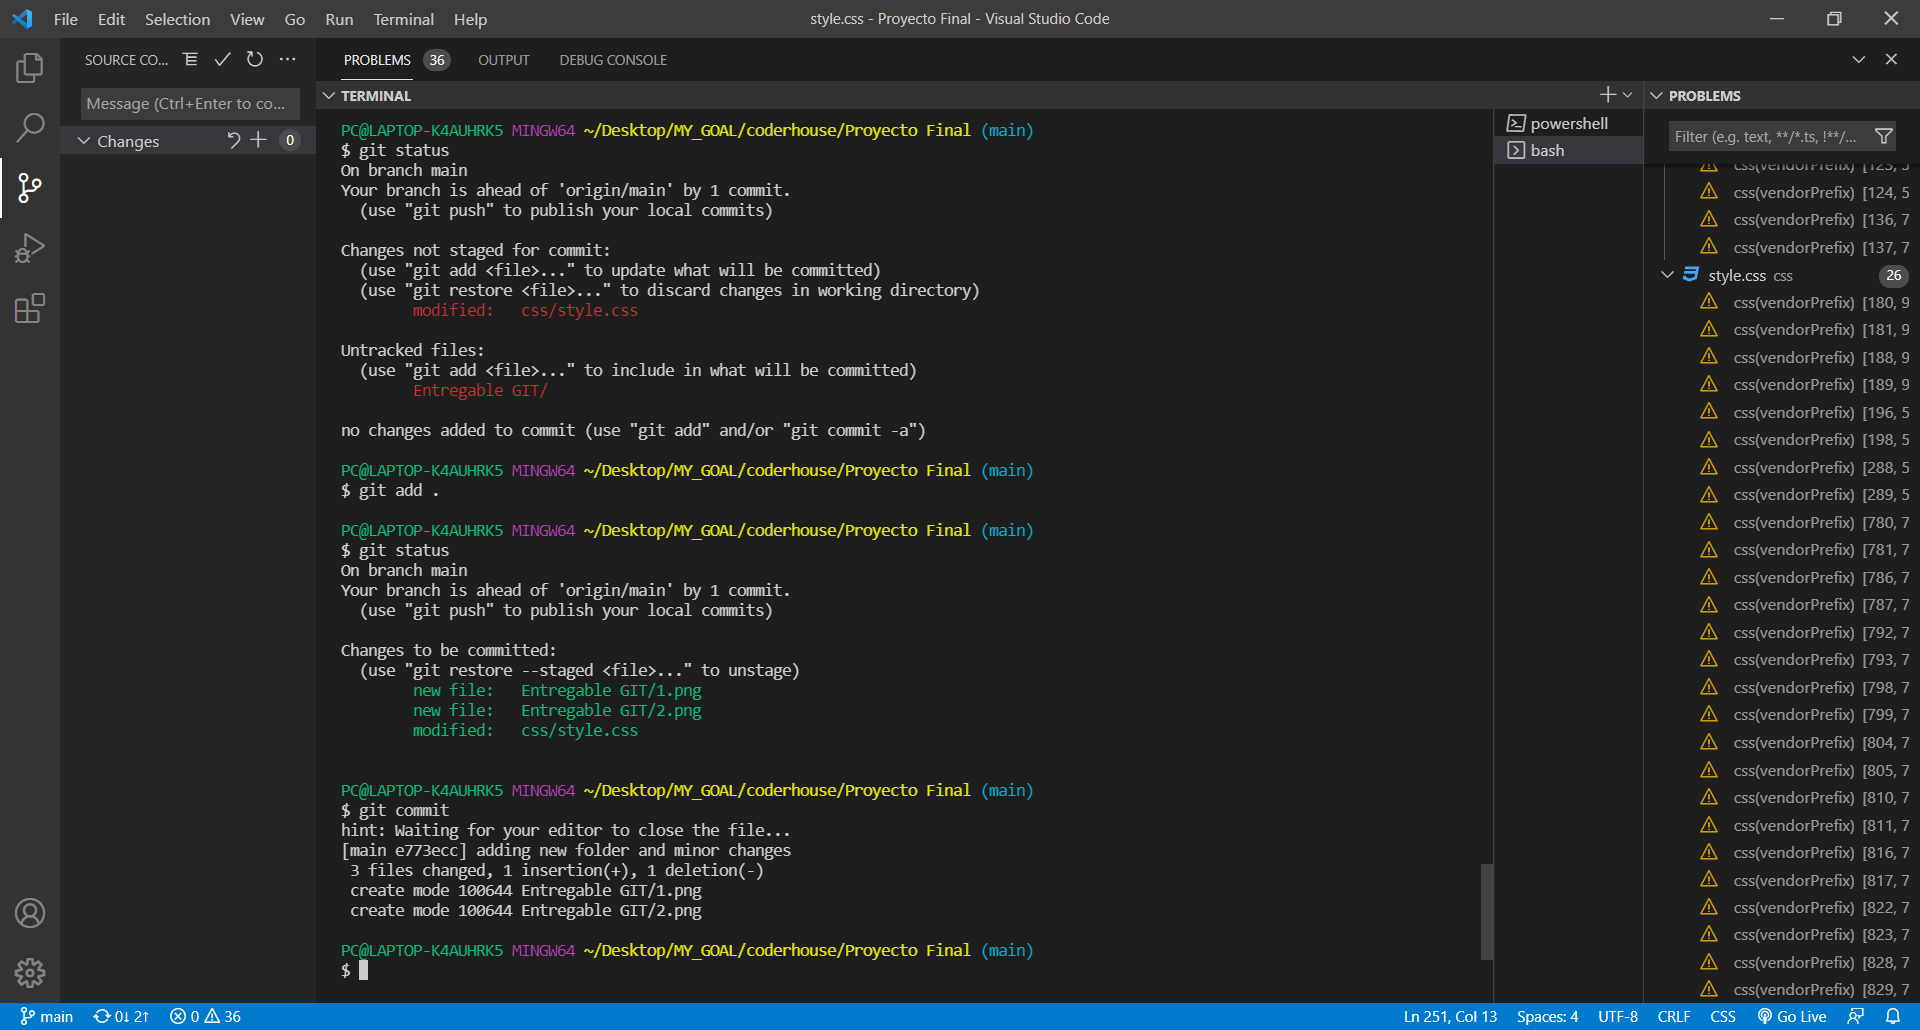 File Edit Selection View Go Run Terminal Help
style.css - Proyecto Final - Visual Studio Code
SOURCE CO...
Message (Ctrl+Enter to co...
Changes
0
PROBLEMS 36 OUTPUT DEBUG CONSOLE
TERMINAL
PC@LAPTOP-K4AUHRK5 MINGW64 ~/Desktop/MY_GOAL/coderhouse/Proyecto Final (main)
$ git status
On branch main
Your branch is ahead of 'origin/main' by 1 commit.
(use "git push" to publish your local commits)
Changes not staged for commit:
(use "git add <file>..." to update what will be committed)
(use "git restore <file>..." to discard changes in working directory)
modified: css/style.css
Untracked files:
(use "git add <file>..." to include in what will be committed)
Entregable GIT/
no changes added to commit (use "git add" and/or "git commit -a")
PC@LAPTOP-K4AUHRK5 MINGW64 ~/Desktop/MY_GOAL/coderhouse/Proyecto Final (main)
$ git add .
PC@LAPTOP-K4AUHRK5 MINGW64 ~/Desktop/MY_GOAL/coderhouse/Proyecto Final (main)
$ git status
On branch main
Your branch is ahead of 'origin/main' by 1 commit.
(use "git push" to publish your local commits)
Changes to be committed:
(use "git restore --staged <file>..." to unstage)
new file: Entregable GIT/1.png
new file: Entregable GIT/2.png
modified: css/style.css
PC@LAPTOP-K4AUHRK5 MINGW64 ~/Desktop/MY_GOAL/coderhouse/Proyecto Final (main)
$ git commit
hint: Waiting for your editor to close the file...
[main e773ecc] adding new folder and minor changes
3 files changed, 1 insertion(+), 1 deletion(-)
create mode 100644 Entregable GIT/1.png
create mode 100644 Entregable GIT/2.png
PC@LAPTOP-K4AUHRK5 MINGW64 ~/Desktop/MY_GOAL/coderhouse/Proyecto Final (main)
$
powershell
bash
PROBLEMS
Filter (e.g. text, **/*.ts, !**/...
css(vendorPrefix) [123, 5
css(vendorPrefix) [124, 5
css(vendorPrefix) [136, 7
css(vendorPrefix) [137, 7
style.css css 26
css(vendorPrefix) [180, 9
css(vendorPrefix) [181, 9
css(vendorPrefix) [188, 9
css(vendorPrefix) [189, 9
css(vendorPrefix) [196, 5
css(vendorPrefix) [198, 5
css(vendorPrefix) [288, 5
css(vendorPrefix) [289, 5
css(vendorPrefix) [780, 7
css(vendorPrefix) [781, 7
css(vendorPrefix) [786, 7
css(vendorPrefix) [787, 7
css(vendorPrefix) [792, 7
css(vendorPrefix) [793, 7
css(vendorPrefix) [798, 7
css(vendorPrefix) [799, 7
css(vendorPrefix) [804, 7
css(vendorPrefix) [805, 7
css(vendorPrefix) [810, 7
css(vendorPrefix) [811, 7
css(vendorPrefix) [816, 7
css(vendorPrefix) [817, 7
css(vendorPrefix) [822, 7
css(vendorPrefix) [823, 7
css(vendorPrefix) [828, 7
css(vendorPrefix) [829, 7
main 0↓ 2↑ 0 36
Ln 251, Col 13 Spaces: 4 UTF-8 CRLF CSS Go Live